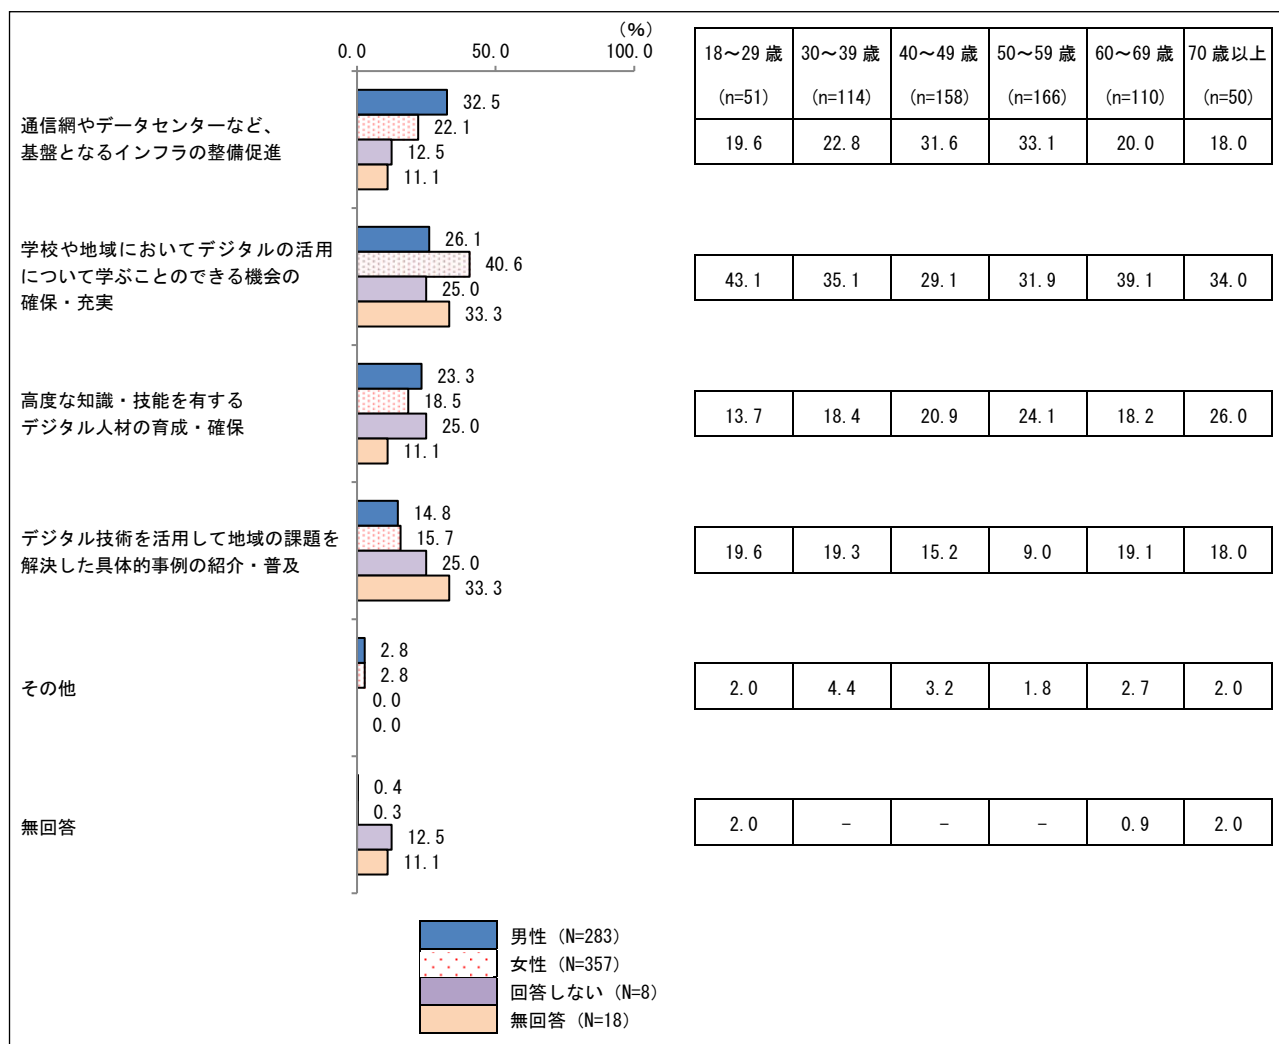 (%)
0.0 50.0 100.0
18～29 歳 30～39 歳 40～49 歳 50～59 歳 60～69 歳 70 歳以上
(n=51) (n=114) (n=158) (n=166) (n=110) (n=50)
通信網やデータセンターなど、
基盤となるインフラの整備促進
32.5
22.1
12.5
11.1
19.6 22.8 31.6 33.1 20.0 18.0
学校や地域においてデジタルの活用
について学ぶことのできる機会の
確保・充実
26.1
40.6
25.0
33.3
43.1 35.1 29.1 31.9 39.1 34.0
高度な知識・技能を有する
デジタル人材の育成・確保
23.3
18.5
25.0
11.1
13.7 18.4 20.9 24.1 18.2 26.0
デジタル技術を活用して地域の課題を
解決した具体的事例の紹介・普及
14.8
15.7
25.0
33.3
19.6 19.3 15.2 9.0 19.1 18.0
その他
2.8
2.8
0.0
0.0
2.0 4.4 3.2 1.8 2.7 2.0
無回答
0.4
0.3
12.5
11.1
2.0 － － － 0.9 2.0
男性（N=283）
女性（N=357）
回答しない（N=8）
無回答（N=18）